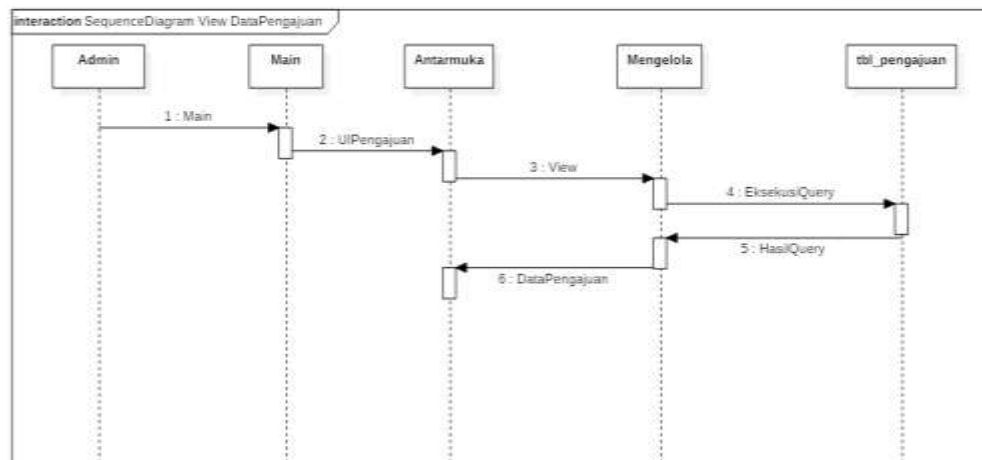 interaction SequenceDiagram View DataPengajuan
Admin
Main
Antarmuka
Mengelola
tbl_pengajuan
1 : Main
2 : UIPengajuan
3 : View
4 : EksekusiQuery
5 : HasilQuery
6 : DataPengajuan